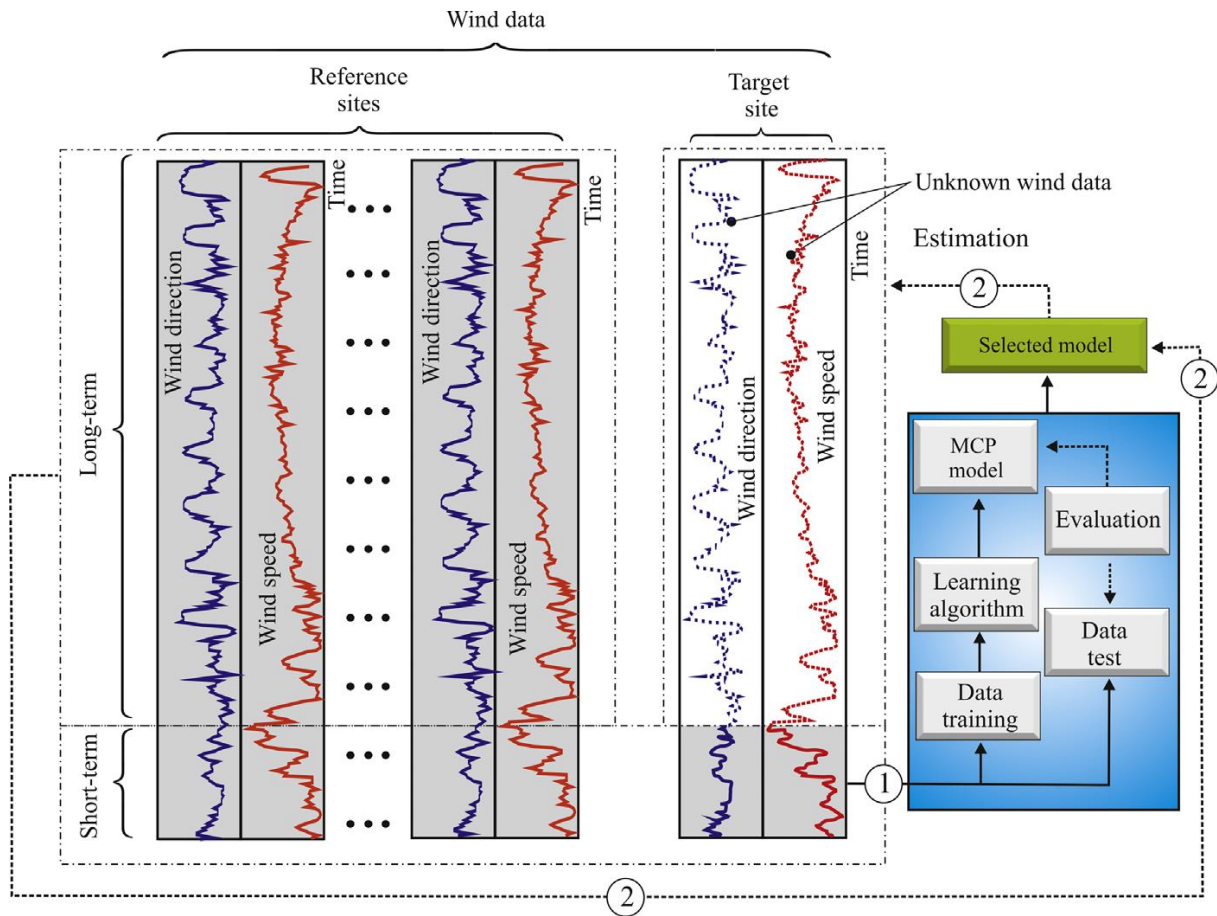 Wind data
Reference
sites
Target
site
Long-term
Short-term
Wind direction
Wind speed
Time
Wind direction
Wind speed
Time
Wind direction
Wind speed
Time
Unknown wind data
Estimation
2
Selected model
2
MCP
model
Evaluation
Learning
algorithm
Data
test
Data
training
1
2